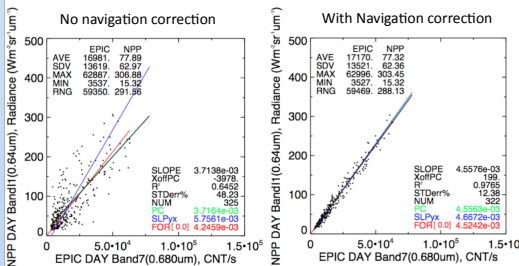 No navigation correction
NPP DAY Band1(0.64um), Radiance (Wm⁻²sr⁻¹um⁻¹)
500
400
300
200
100
0
EPIC NPP
AVE 16981. 77.89
SDV 13619. 62.97
MAX 62887. 306.88
MIN 3537. 15.32
RNG 59350. 291.56
SLOPE 3.7138e-03
XoffPC -3978.
R² 0.6452
STDerr% 48.23
NUM 325
PC 3.7164e-03
SLPyx 5.7561e-03
FOR[ 0.0] 4.2459e-03
0 5.0×10⁴ 1.0×10⁵ 1.5×10⁵
EPIC DAY Band7(0.680um), CNT/s
With Navigation correction
NPP DAY Band1(0.64um), Radiance (Wm⁻²sr⁻¹um⁻¹)
500
400
300
200
100
0
EPIC NPP
AVE 17170. 77.32
SDV 13521. 62.36
MAX 62996. 303.45
MIN 3527. 15.32
RNG 59469. 288.13
SLOPE 4.5576e-03
XoffPC 199.
R² 0.9765
STDerr% 12.38
NUM 322
PC 4.5563e-03
SLPyx 4.6672e-03
FOR[ 0.0] 4.5242e-03
0 5.0×10⁴ 1.0×10⁵ 1.5×10⁵
EPIC DAY Band7(0.680um), CNT/s